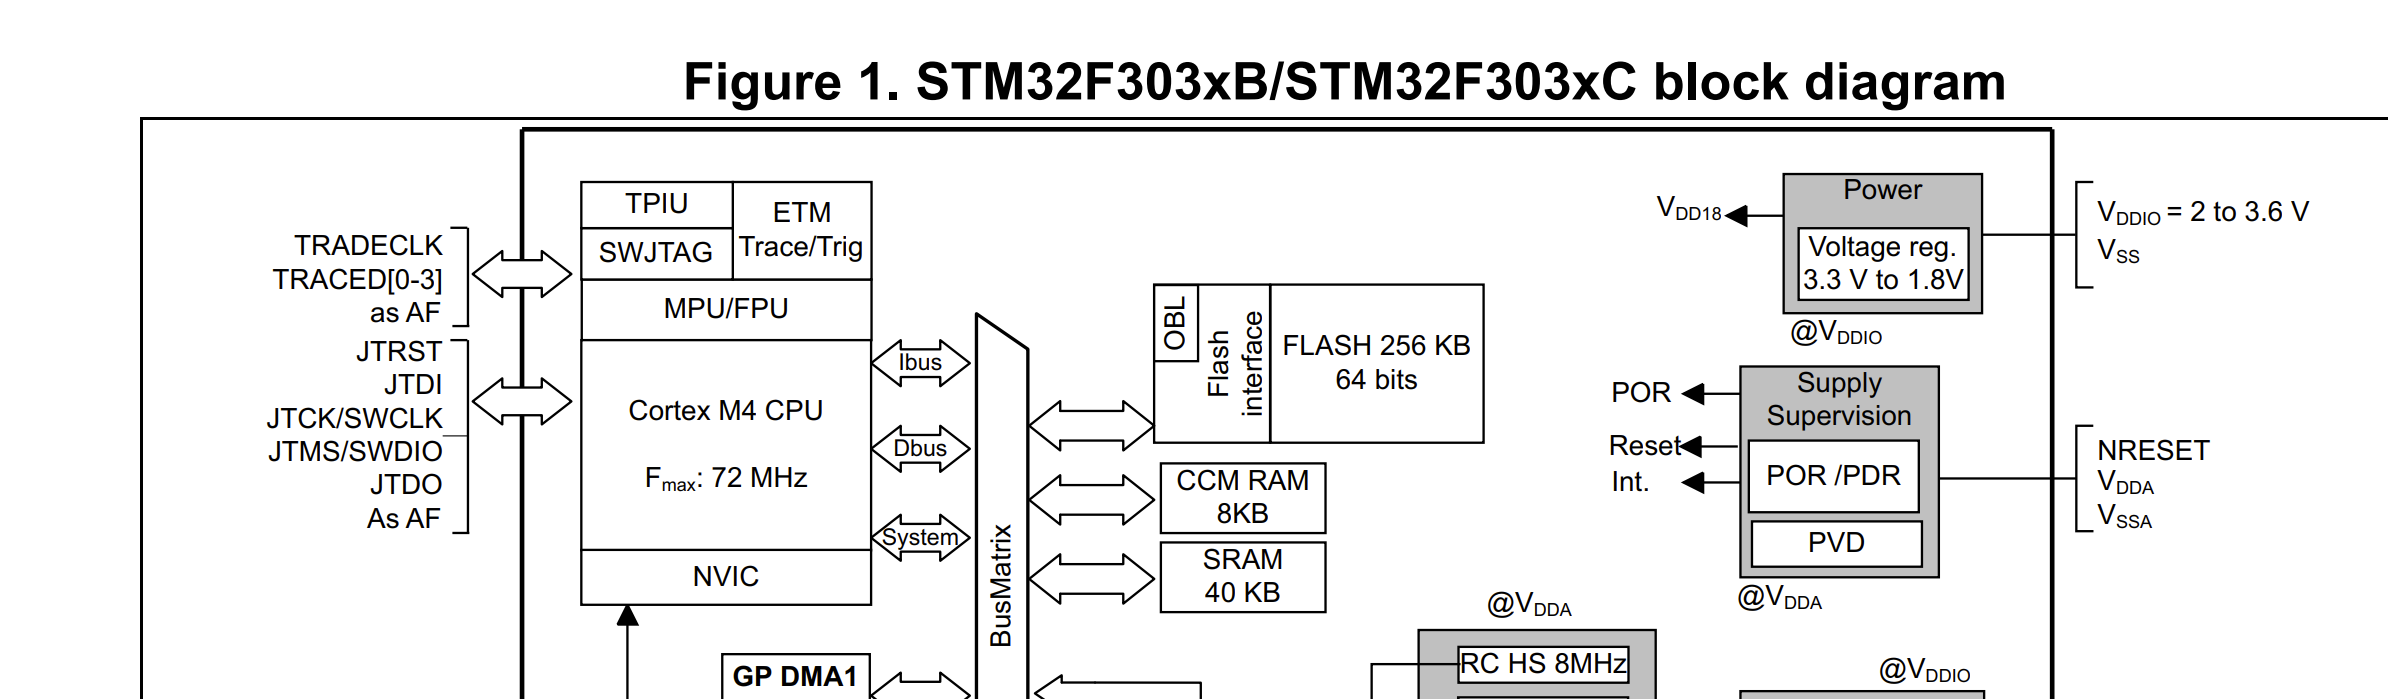 Figure 1. STM32F303xB/STM32F303xC block diagram
TPIU
SWJTAG
ETM
Trace/Trig
MPU/FPU
Cortex M4 CPU
Fmax: 72 MHz
NVIC
TRADECLK
TRACED[0-3]
as AF
JTRST
JTDI
JTCK/SWCLK
JTMS/SWDIO
JTDO
As AF
Ibus
Dbus
System
BusMatrix
GP DMA1
OBL
Flash
interface
FLASH 256 KB
64 bits
CCM RAM
8KB
SRAM
40 KB
VDD18
Power
Voltage reg.
3.3 V to 1.8V
@VDDIO
VDDIO = 2 to 3.6 V
VSS
POR
Reset
Int.
Supply
Supervision
POR /PDR
PVD
@VDDA
NRESET
VDDA
VSSA
@VDDA
RC HS 8MHz
@VDDIO